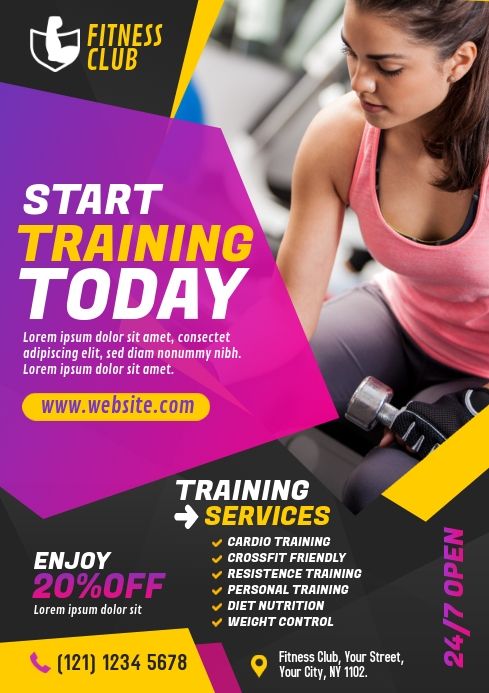 FITNESS
CLUB
START
TRAINING
TODAY
Lorem ipsum dolor sit amet, consectet
adipiscing elit, sed diam nonummy nibh.
Lorem ipsum dolor sit amet.
www.website.com
TRAINING
SERVICES
CARDIO TRAINING
CROSSFIT FRIENDLY
RESISTENCE TRAINING
PERSONAL TRAINING
DIET NUTRITION
WEIGHT CONTROL
ENJOY
20%OFF
Lorem ipsum dolor sit
24/7 OPEN
(121) 1234 5678
Fitness Club, Your Street,
Your City, NY 1102.